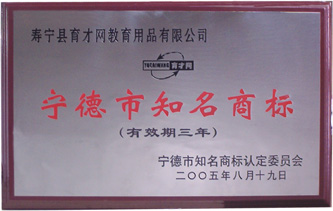 寿宁县育才网教育用品有限公司
YUCAIWANG 育才网
宁德市知名商标
(有效期三年)
宁德市知名商标认定委员会
二〇〇五年八月十九日